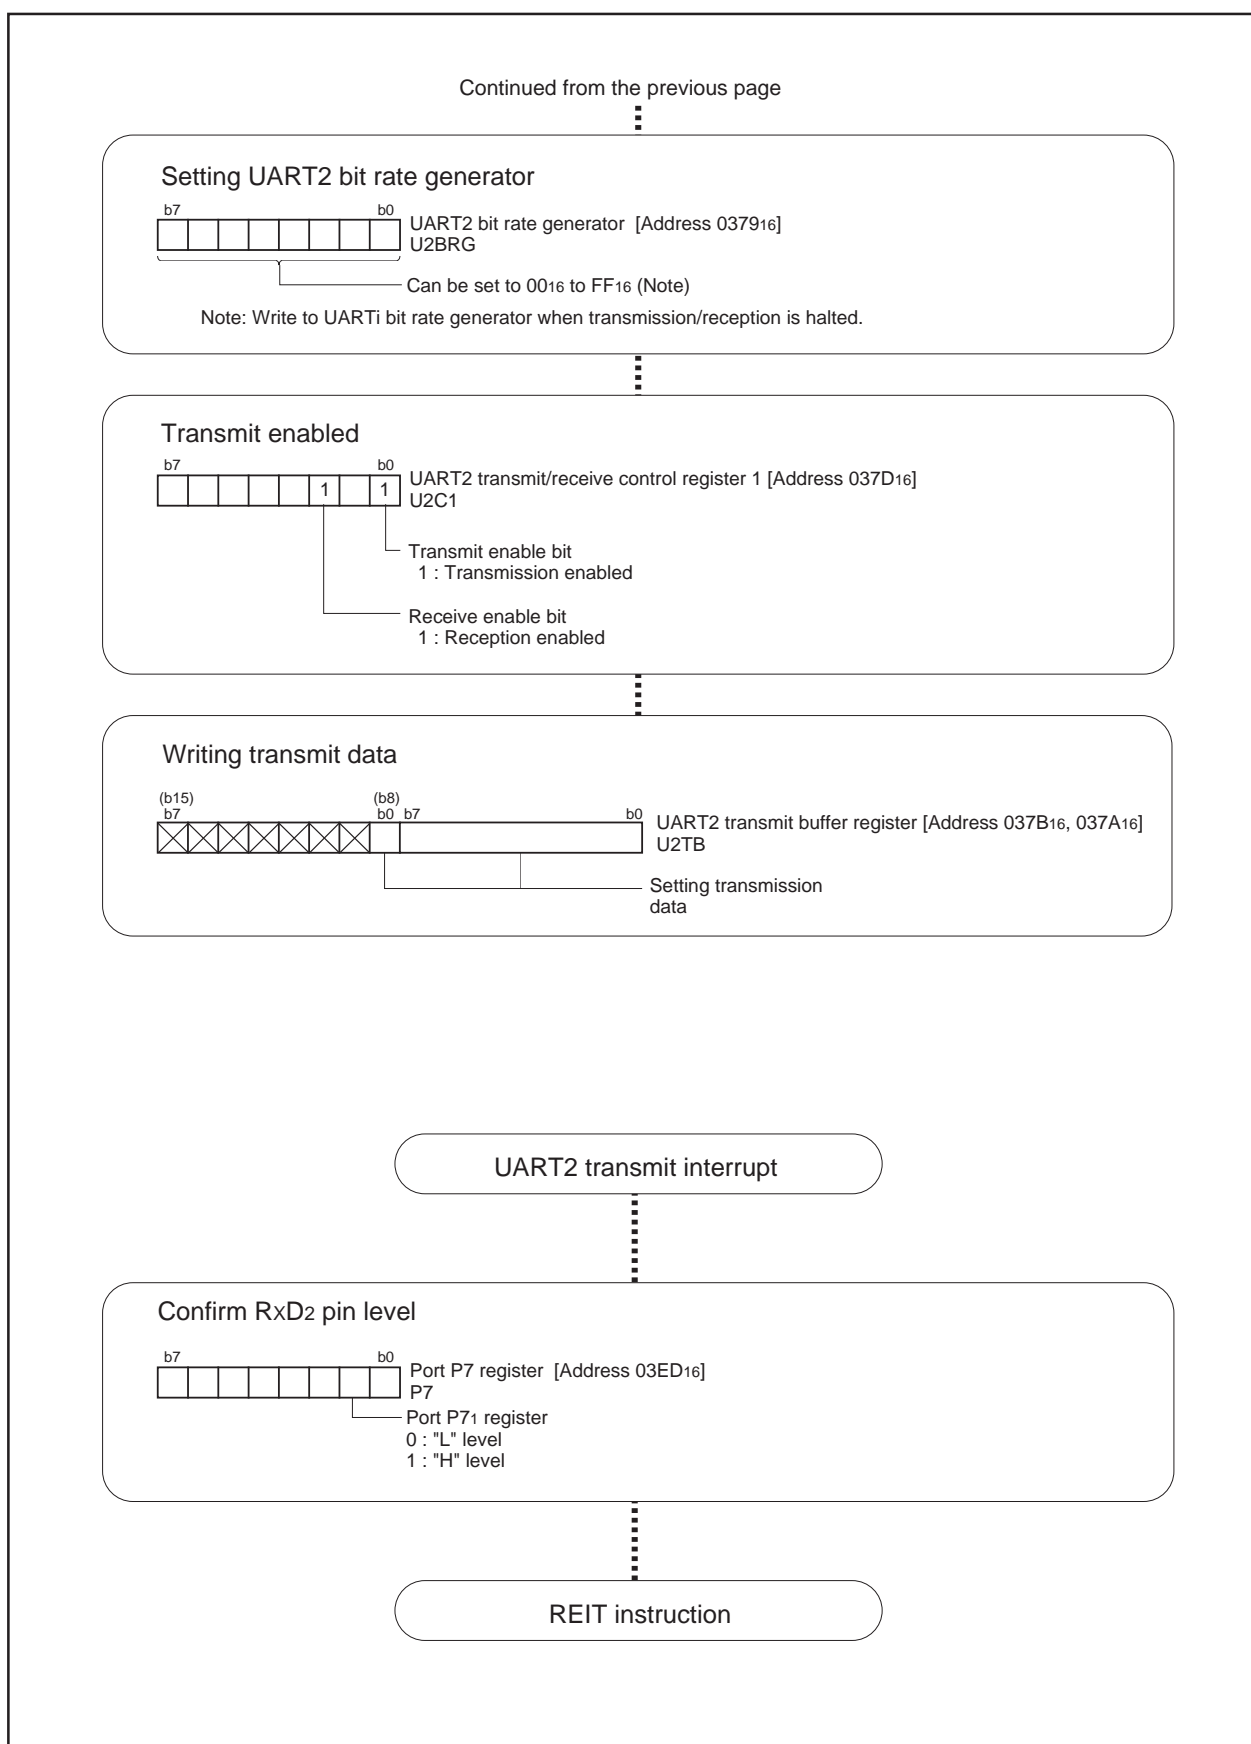 Continued from the previous page
Setting UART2 bit rate generator
b7 b0
UART2 bit rate generator [Address 037916]
U2BRG
Can be set to 0016 to FF16 (Note)
Note: Write to UARTi bit rate generator when transmission/reception is halted.
Transmit enabled
b7 b0
1 1
UART2 transmit/receive control register 1 [Address 037D16]
U2C1
Transmit enable bit
1 : Transmission enabled
Receive enable bit
1 : Reception enabled
Writing transmit data
(b15) (b8)
b7 b0 b7 b0
UART2 transmit buffer register [Address 037B16, 037A16]
U2TB
Setting transmission
data
UART2 transmit interrupt
Confirm RxD2 pin level
b7 b0
Port P7 register [Address 03ED16]
P7
Port P71 register
0 : "L" level
1 : "H" level
REIT instruction